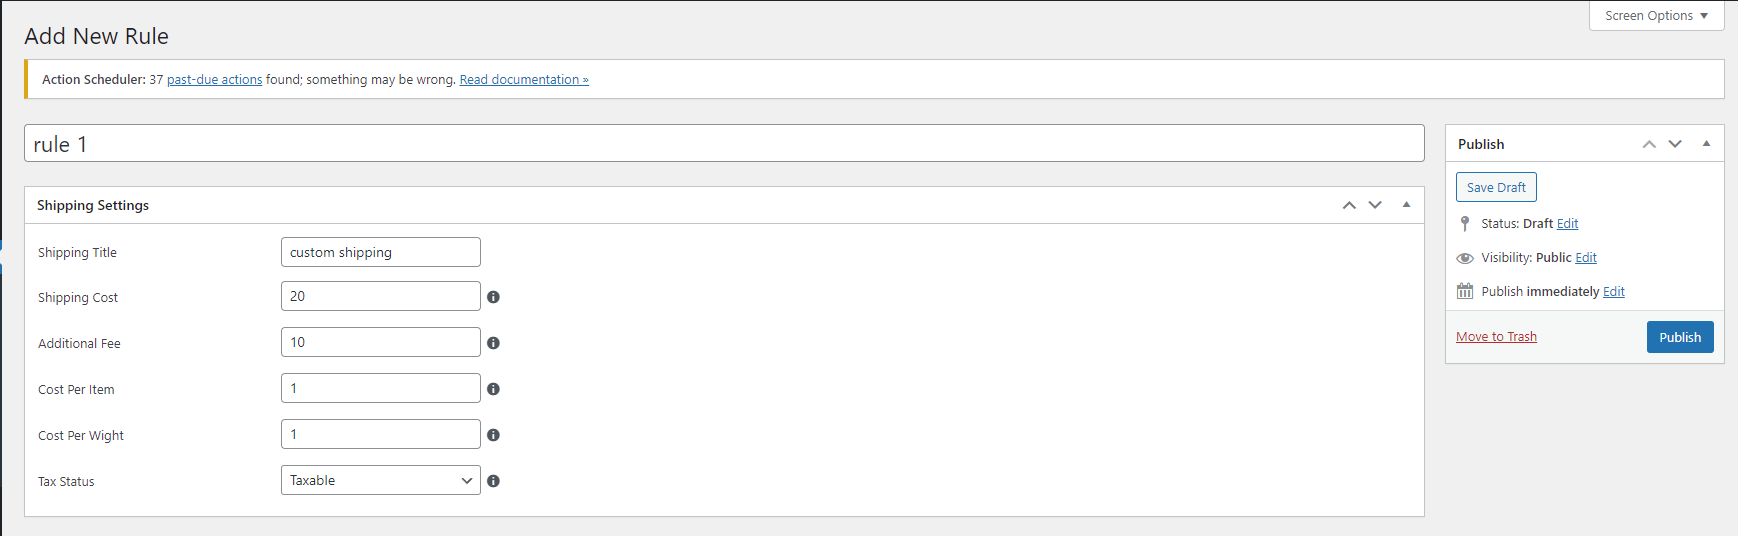 Screen Options
Add New Rule
Action Scheduler: 37 past-due actions found; something may be wrong. Read documentation »
rule 1
Shipping Settings
Shipping Title custom shipping
Shipping Cost 20
Additional Fee 10
Cost Per Item 1
Cost Per Wight 1
Tax Status Taxable
Publish
Save Draft
Status: Draft Edit
Visibility: Public Edit
Publish immediately Edit
Move to Trash Publish